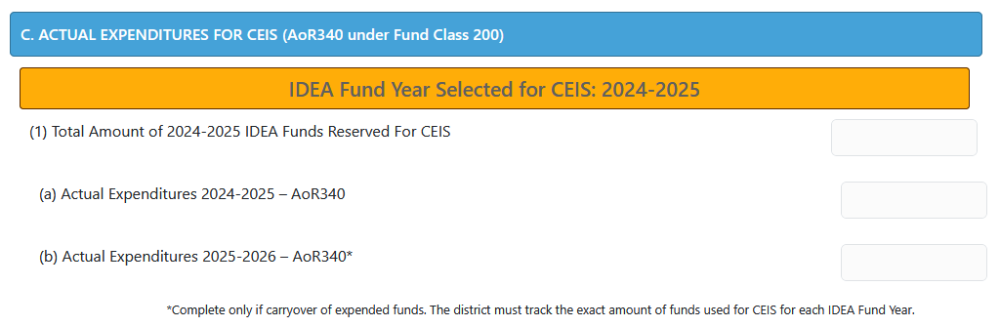 C. ACTUAL EXPENDITURES FOR CEIS (AoR340 under Fund Class 200)
IDEA Fund Year Selected for CEIS: 2024-2025
(1) Total Amount of 2024-2025 IDEA Funds Reserved For CEIS
(a) Actual Expenditures 2024-2025 – AoR340
(b) Actual Expenditures 2025-2026 – AoR340*
*Complete only if carryover of expended funds. The district must track the exact amount of funds used for CEIS for each IDEA Fund Year.